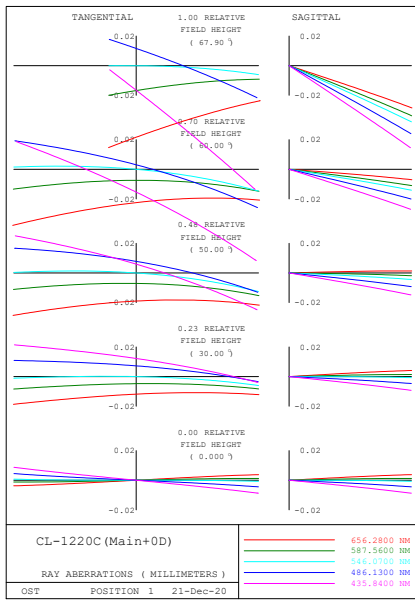 TANGENTIAL 1.00 RELATIVE SAGITTAL
FIELD HEIGHT
( 67.90 °)
0.02 0.02
-0.02 -0.02
0.70 RELATIVE
FIELD HEIGHT
( 60.00 °)
0.02 0.02
-0.02 -0.02
0.48 RELATIVE
FIELD HEIGHT
( 50.00 °)
0.02 0.02
-0.02 -0.02
0.23 RELATIVE
FIELD HEIGHT
( 30.00 °)
0.02 0.02
-0.02 -0.02
0.00 RELATIVE
FIELD HEIGHT
( 0.000 °)
0.02 0.02
-0.02 -0.02
CL-1220C(Main+0D)
RAY ABERRATIONS ( MILLIMETERS )
OST POSITION 1 21-Dec-20
656.2800 NM
587.5600 NM
546.0700 NM
486.1300 NM
435.8400 NM